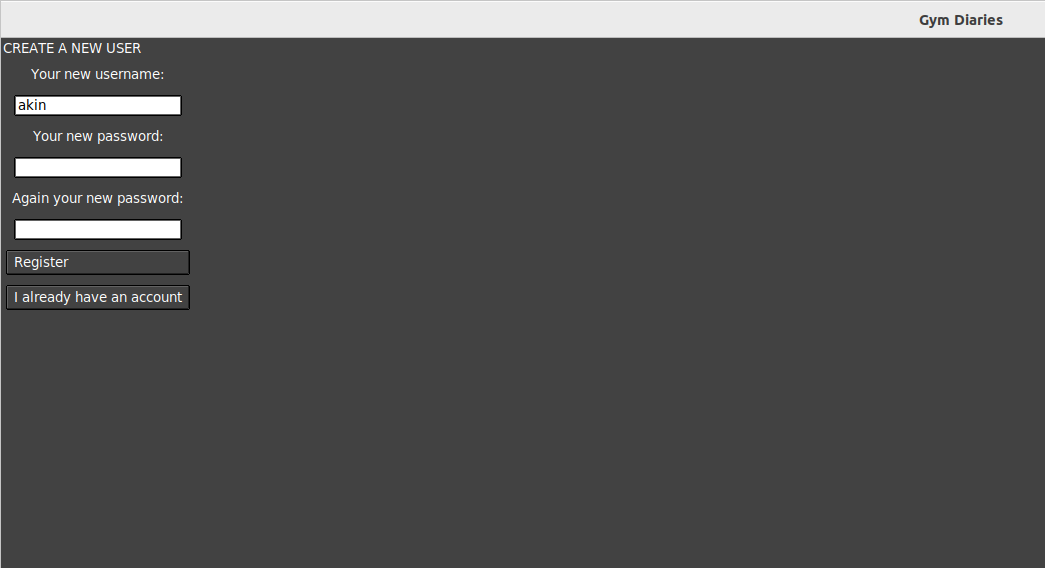 Gym Diaries
CREATE A NEW USER
Your new username:
akin
Your new password:
Again your new password:
Register
I already have an account